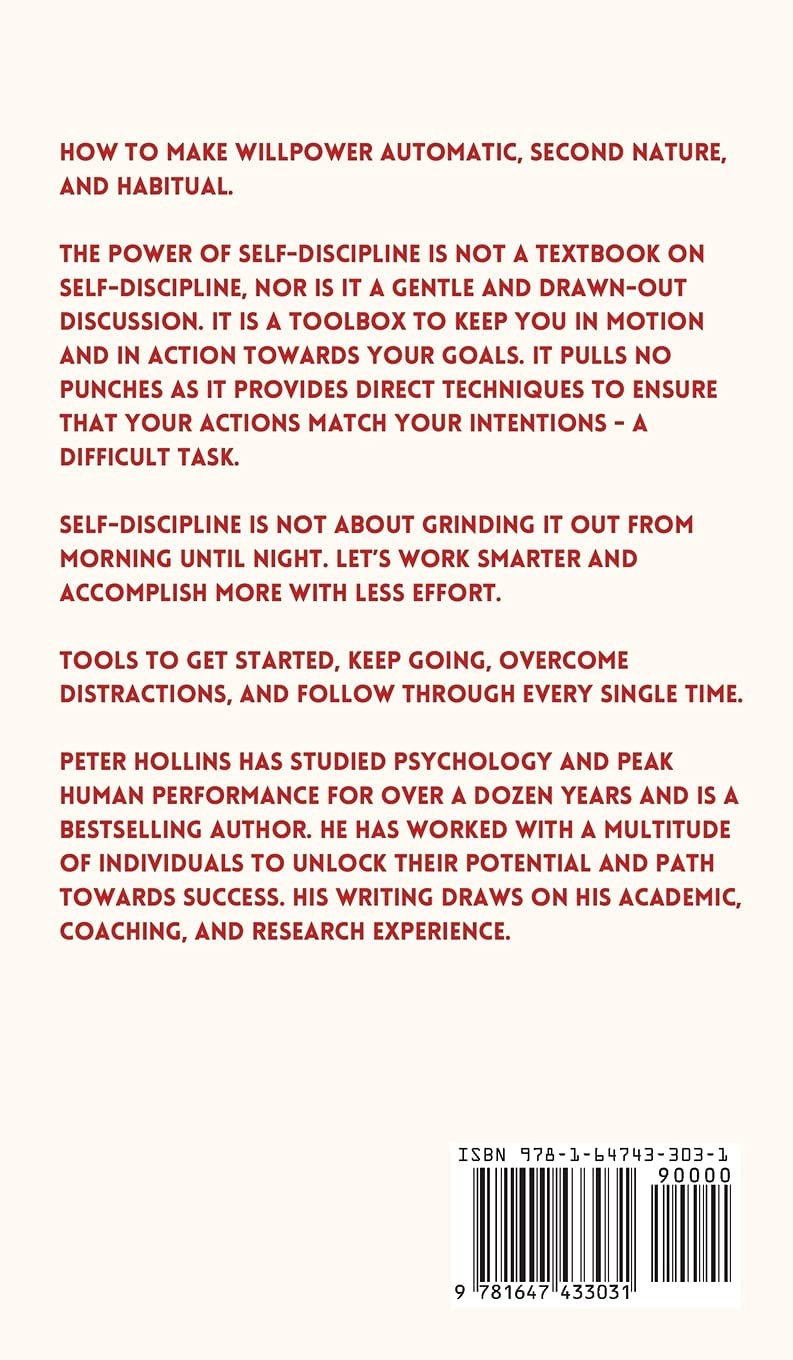 HOW TO MAKE WILLPOWER AUTOMATIC, SECOND NATURE,
AND HABITUAL.
THE POWER OF SELF-DISCIPLINE IS NOT A TEXTBOOK ON
SELF-DISCIPLINE, NOR IS IT A GENTLE AND DRAWN-OUT
DISCUSSION. IT IS A TOOLBOX TO KEEP YOU IN MOTION
AND IN ACTION TOWARDS YOUR GOALS. IT PULLS NO
PUNCHES AS IT PROVIDES DIRECT TECHNIQUES TO ENSURE
THAT YOUR ACTIONS MATCH YOUR INTENTIONS - A
DIFFICULT TASK.
SELF-DISCIPLINE IS NOT ABOUT GRINDING IT OUT FROM
MORNING UNTIL NIGHT. LET'S WORK SMARTER AND
ACCOMPLISH MORE WITH LESS EFFORT.
TOOLS TO GET STARTED, KEEP GOING, OVERCOME
DISTRACTIONS, AND FOLLOW THROUGH EVERY SINGLE TIME.
PETER HOLLINS HAS STUDIED PSYCHOLOGY AND PEAK
HUMAN PERFORMANCE FOR OVER A DOZEN YEARS AND IS A
BESTSELLING AUTHOR. HE HAS WORKED WITH A MULTITUDE
OF INDIVIDUALS TO UNLOCK THEIR POTENTIAL AND PATH
TOWARDS SUCCESS. HIS WRITING DRAWS ON HIS ACADEMIC,
COACHING, AND RESEARCH EXPERIENCE.
ISBN 978-1-64743-303-1
90000
9 781647 433031